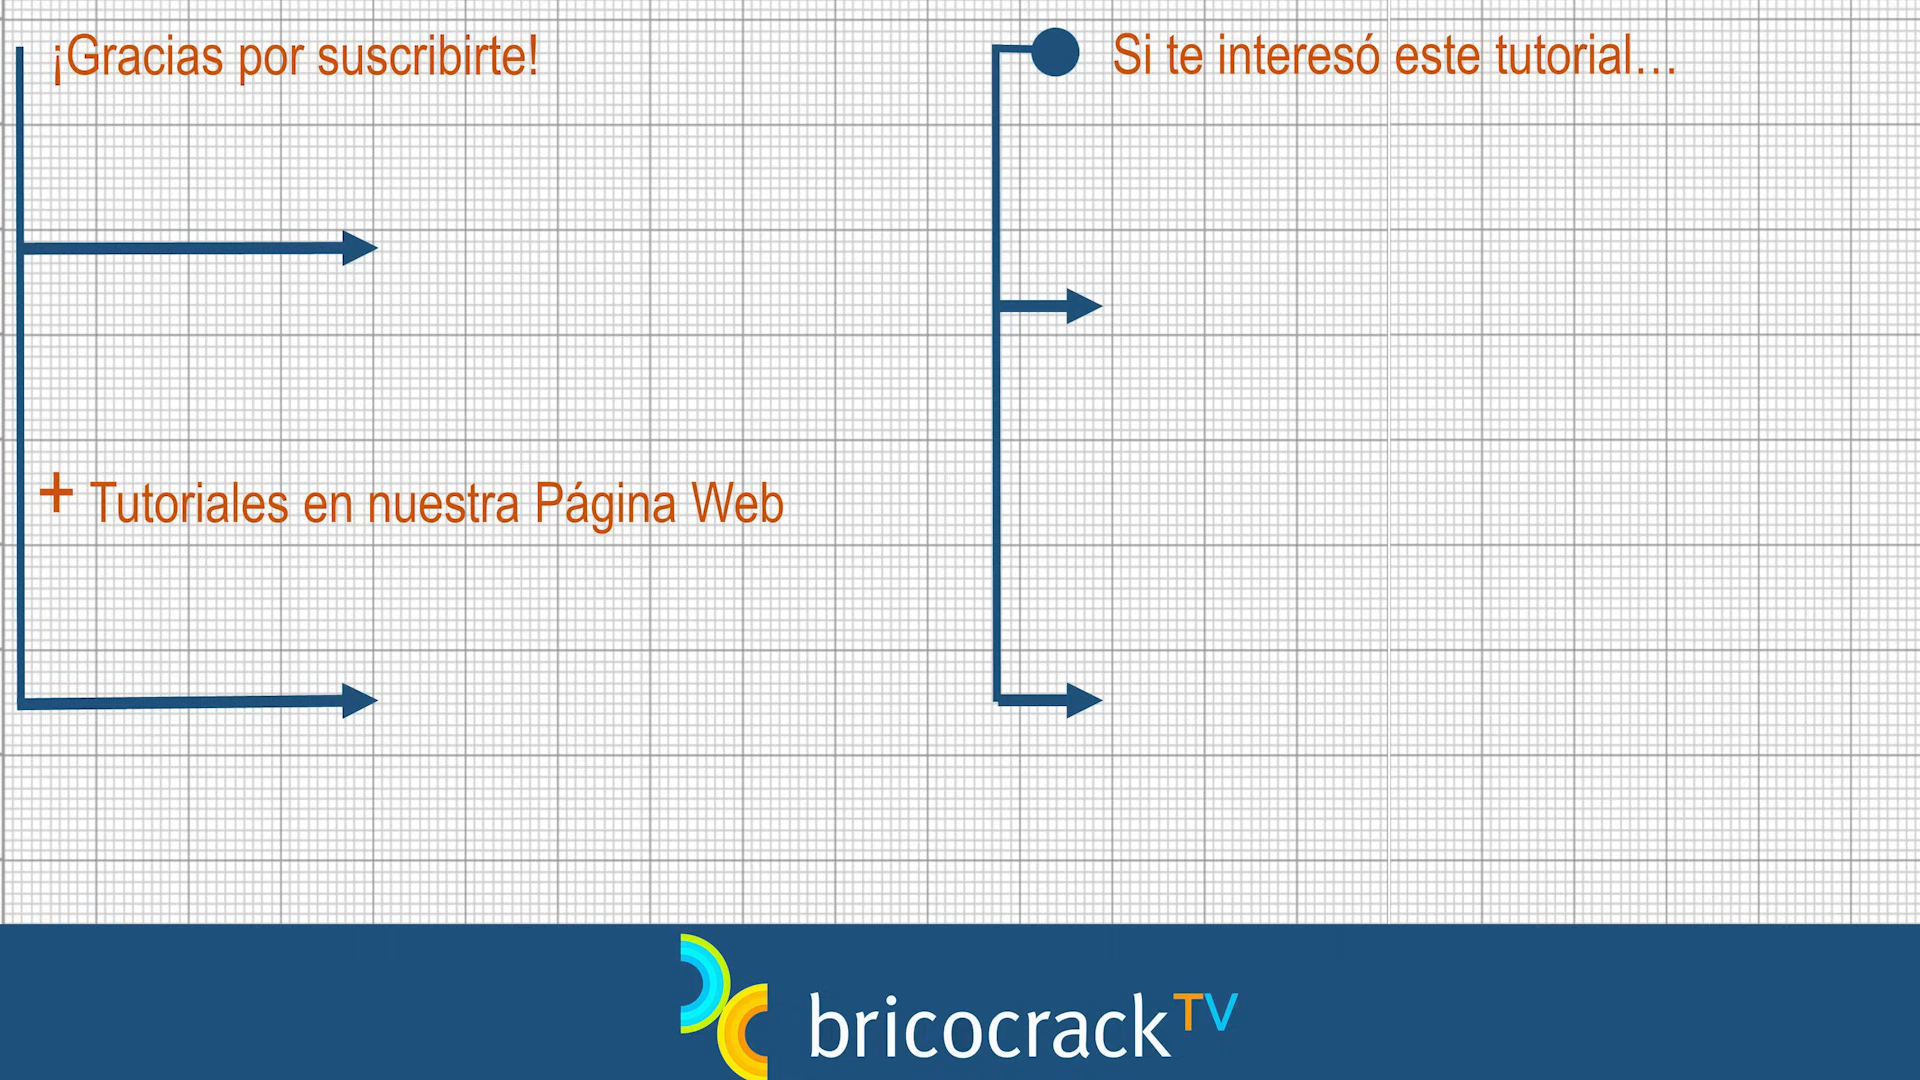 ¡Gracias por suscribirte!
+ Tutoriales en nuestra Página Web
Si te interesó este tutorial...
bricocrackTV